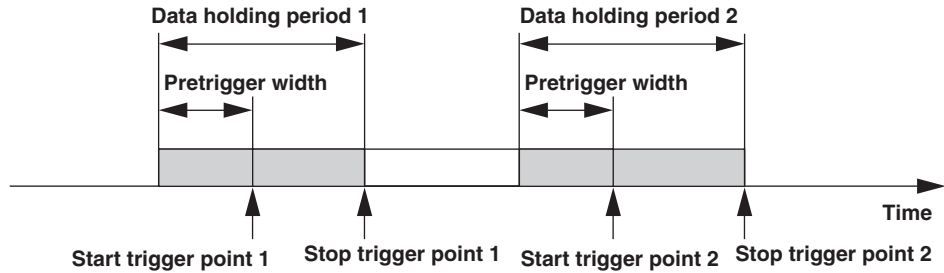 Data holding period 1
Data holding period 2
Pretrigger width
Pretrigger width
Time
Start trigger point 1
Stop trigger point 1
Start trigger point 2
Stop trigger point 2